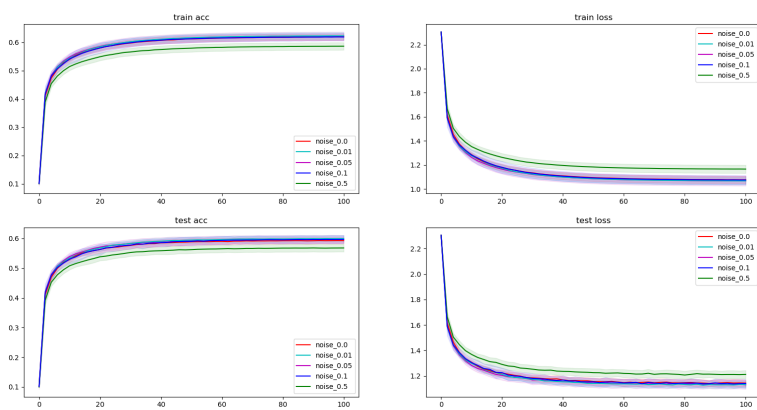 train acc
0.6
0.5
0.4
0.3
0.2
0.1
noise_0.0
noise_0.01
noise_0.05
noise_0.1
noise_0.5
0 20 40 60 80 100
train loss
2.2
2.0
1.8
1.6
1.4
1.2
1.0
noise_0.0
noise_0.01
noise_0.05
noise_0.1
noise_0.5
0 20 40 60 80 100
test acc
0.6
0.5
0.4
0.3
0.2
0.1
noise_0.0
noise_0.01
noise_0.05
noise_0.1
noise_0.5
0 20 40 60 80 100
test loss
2.2
2.0
1.8
1.6
1.4
1.2
noise_0.0
noise_0.01
noise_0.05
noise_0.1
noise_0.5
0 20 40 60 80 100